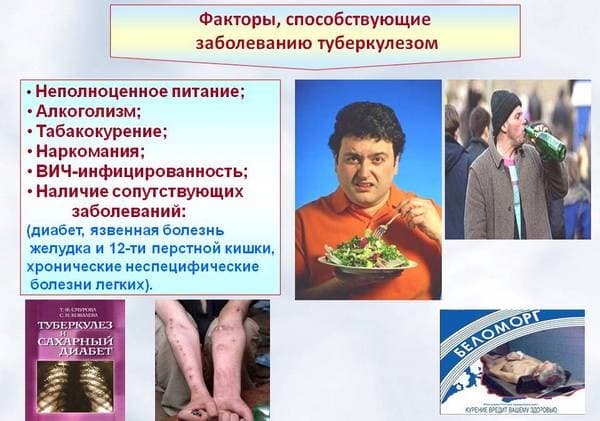 Факторы, способствующие
заболеванию туберкулезом
• Неполноценное питание;
• Алкоголизм;
• Табакокурение;
• Наркомания;
• ВИЧ-инфицированность;
• Наличие сопутствующих
заболеваний:
(диабет, язвенная болезнь
желудка и 12-ти перстной кишки,
хронические неспецифические
болезни легких).
Т. Ф. СМУРОВА
С. И. КОВАЛЕВА
ТУБЕРКУЛЕЗ
И
САХАРНЫЙ
ДИАБЕТ
БЕЛОМОРГ
КУРЕНИЕ ВРЕДИТ ВАШЕМУ ЗДОРОВЬЮ